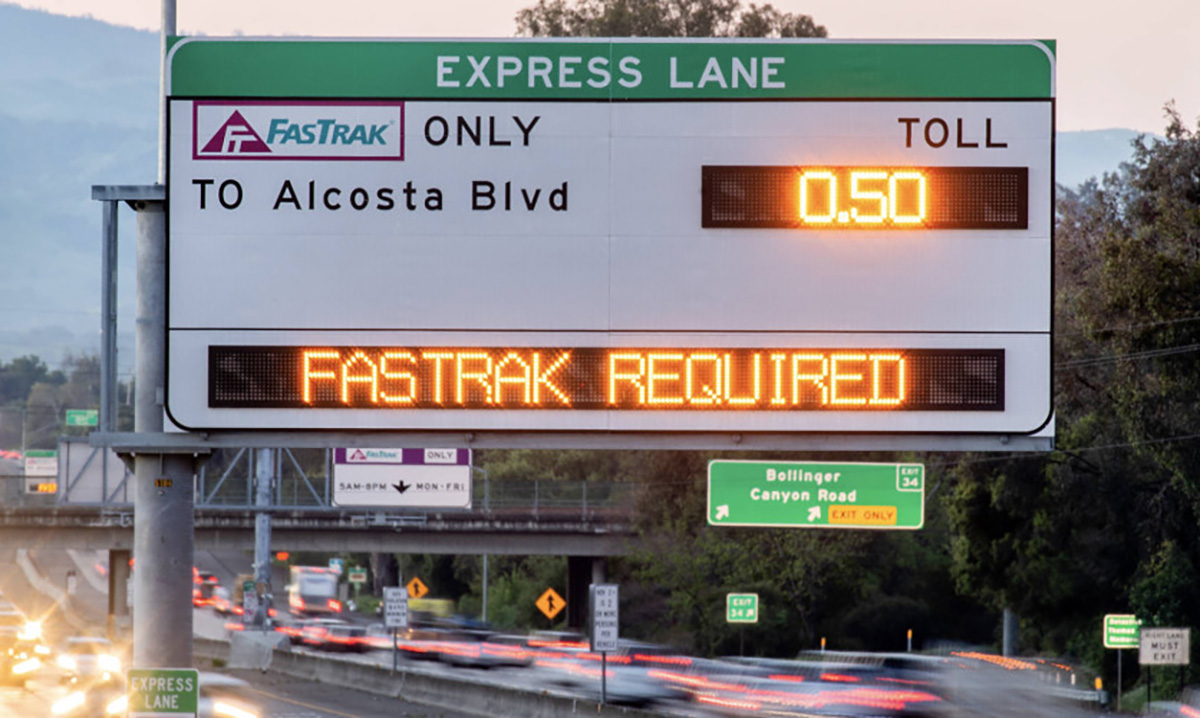 EXPRESS LANE
FASTRAK ONLY
TOLL
TO Alcosta Blvd
0.50
FASTRAK REQUIRED
FASTRAK ONLY
5AM-8PM MON-FRI
Bollinger
Canyon Road
EXIT
34
EXIT ONLY
EXIT
34
RIGHT LANE
MUST
EXIT
EXPRESS
LANE